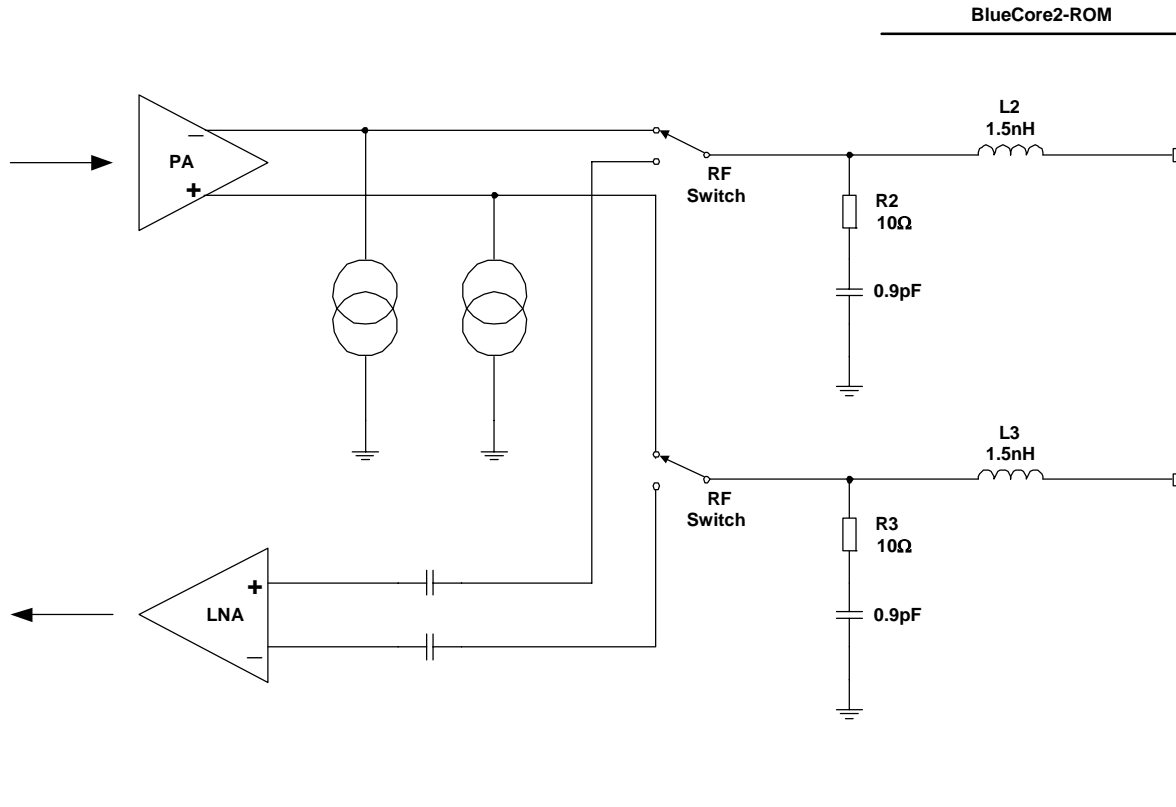 BlueCore2-ROM
L2
1.5nH
_
PA
+
RF
Switch
R2
10Ω
0.9pF
L3
1.5nH
RF
Switch
R3
10Ω
+
LNA
_
0.9pF